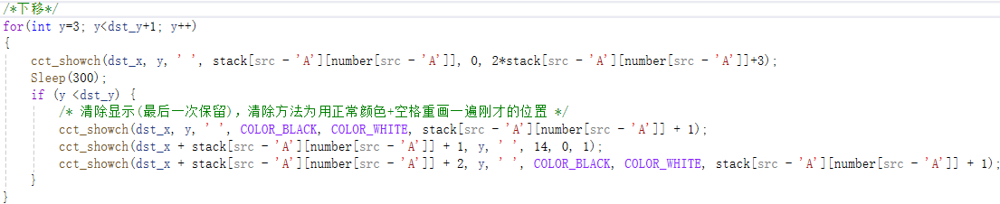 /*下移*/
for(int y=3; y<dst_y+1; y++)
{
    cct_showch(dst_x, y, ' ', stack[src - 'A'][number[src - 'A']], 0, 2*stack[src - 'A'][number[src - 'A']]+3);
    Sleep(300);
    if (y <dst_y) {
        /* 清除显示(最后一次保留)，清除方法为用正常颜色+空格重画一遍刚才的位置 */
        cct_showch(dst_x, y, ' ', COLOR_BLACK, COLOR_WHITE, stack[src - 'A'][number[src - 'A']] + 1);
        cct_showch(dst_x + stack[src - 'A'][number[src - 'A']] + 1, y, ' ', 14, 0, 1);
        cct_showch(dst_x + stack[src - 'A'][number[src - 'A']] + 2, y, ' ', COLOR_BLACK, COLOR_WHITE, stack[src - 'A'][number[src - 'A']] + 1);
    }
}